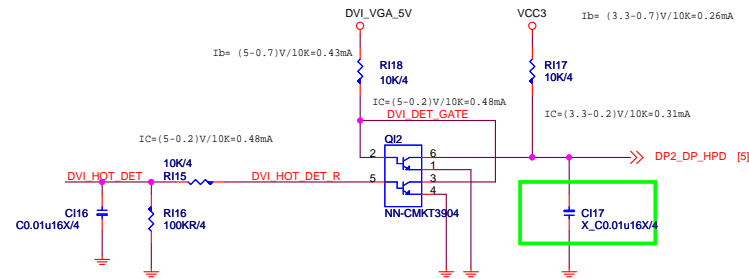 DVI_VGA_5V
VCC3
Ib= (3.3-0.7)V/10K=0.26mA
Ib= (5-0.7)V/10K=0.43mA
RI18
10K/4
RI17
10K/4
IC=(5-0.2)V/10K=0.48mA
DVI_DET_GATE
IC=(3.3-0.2)V/10K=0.31mA
IC=(5-0.2)V/10K=0.48mA
QI2
2
6
1
5
3
4
NN-CMKT3904
DP2_DP_HPD [5]
10K/4
RI15
DVI_HOT_DET
DVI_HOT_DET_R
CI16
C0.01u16X/4
RI16
100KR/4
CI17
X_C0.01u16X/4